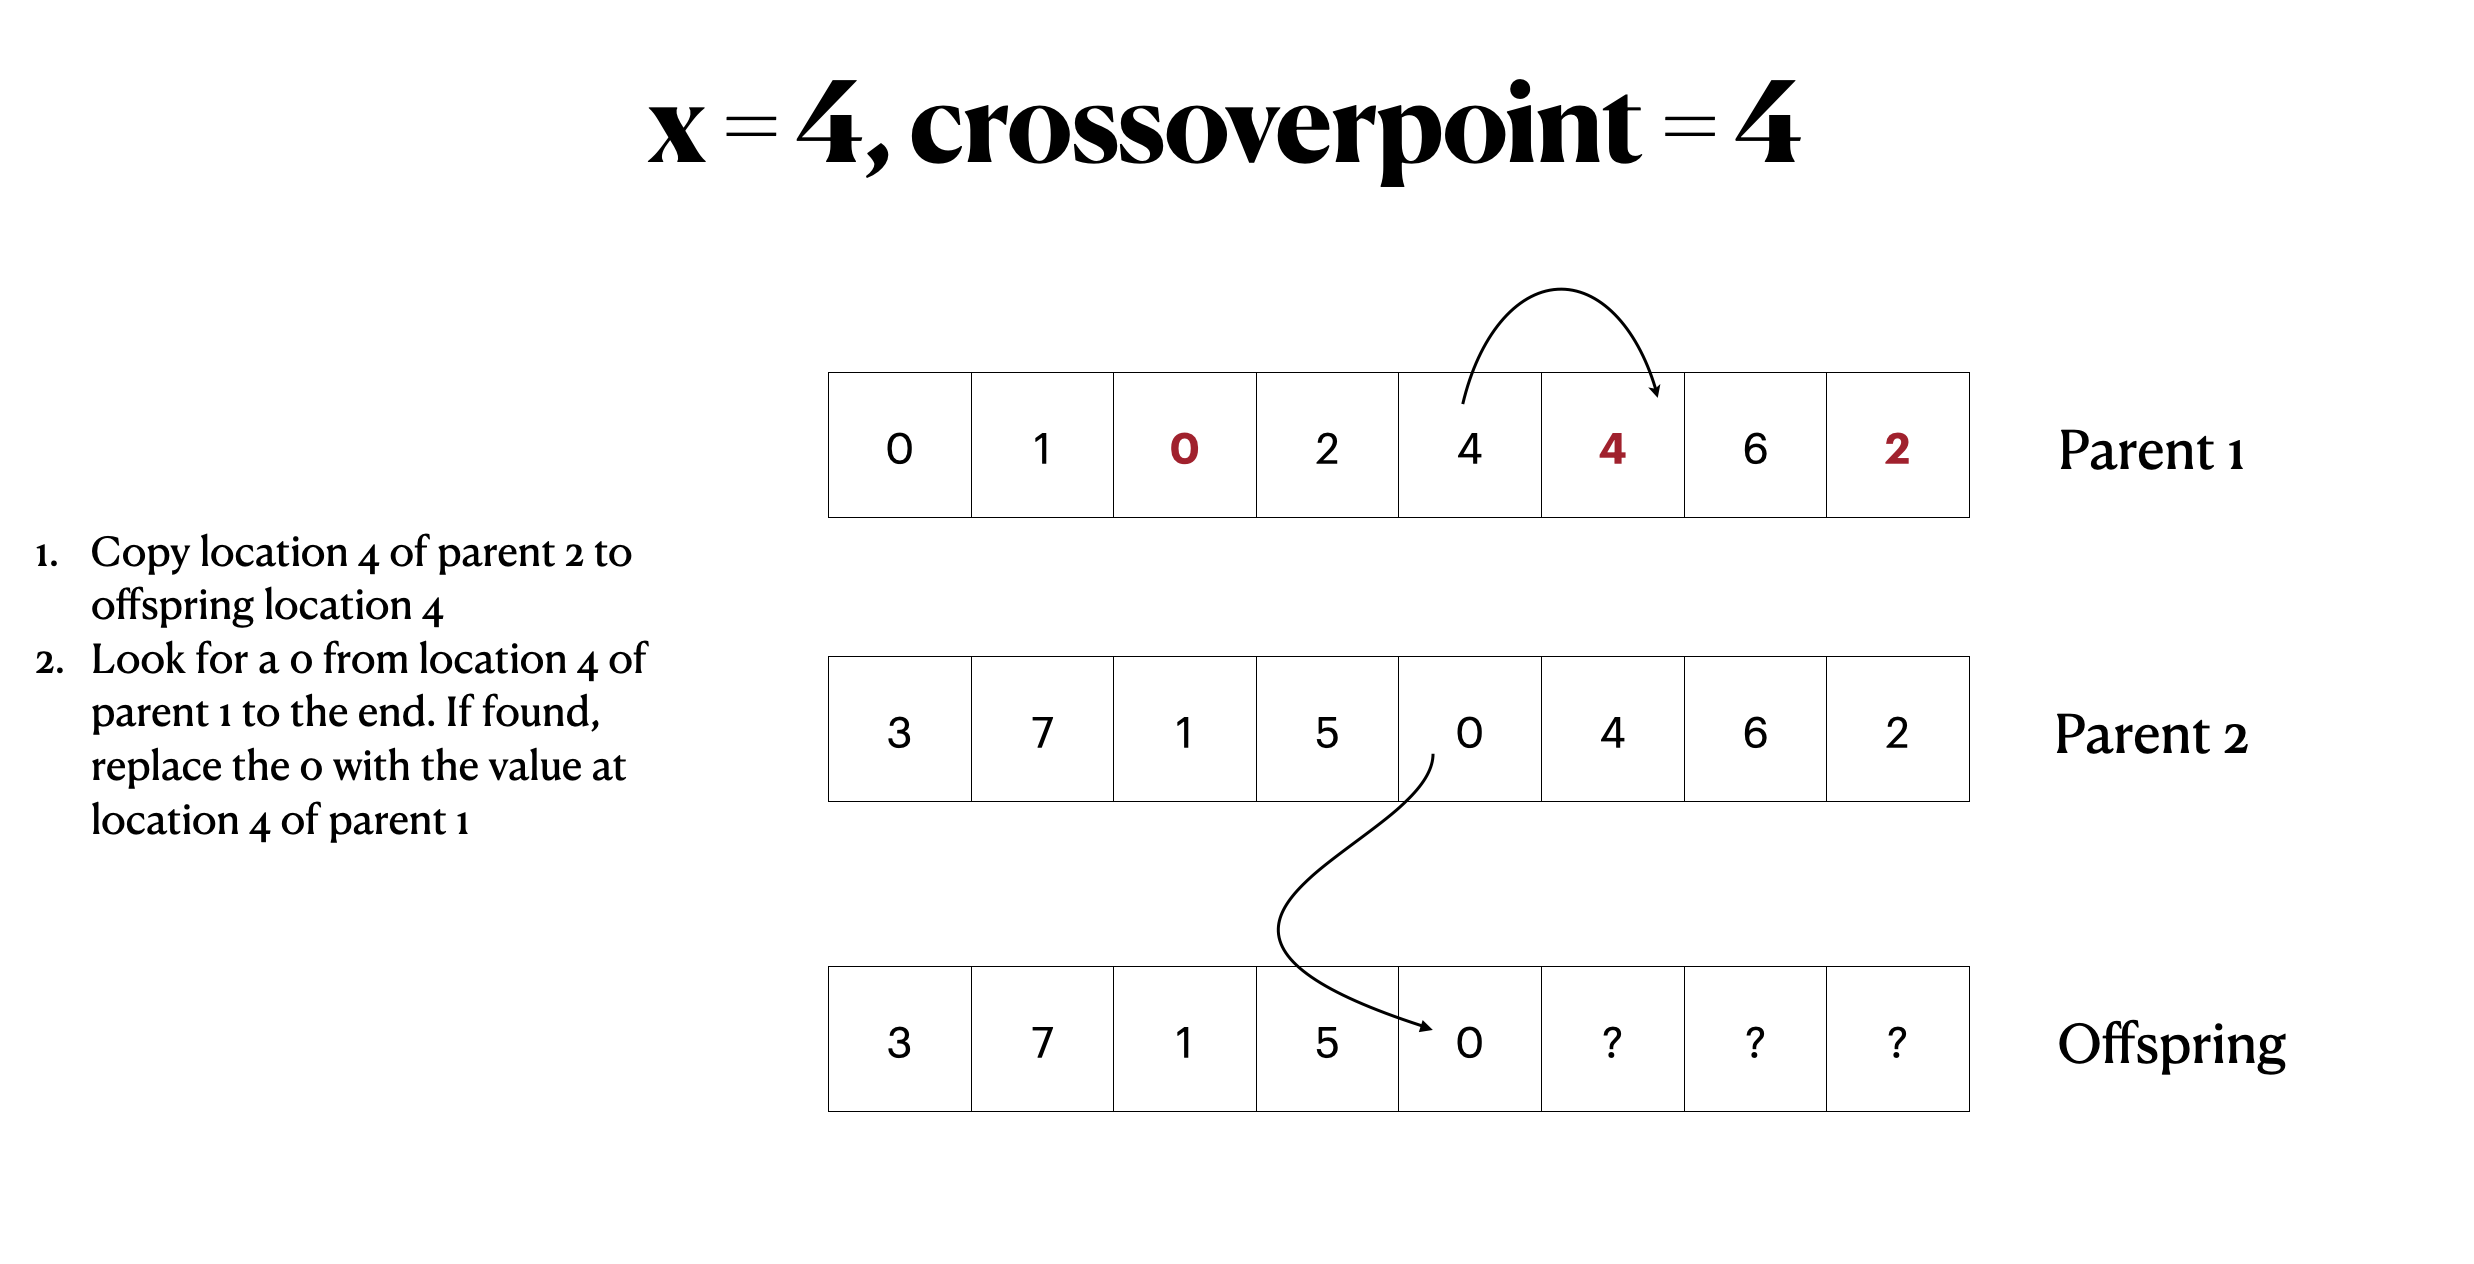 x = 4, crossoverpoint = 4
0 1 0 2 4 4 6 2 Parent 1
1. Copy location 4 of parent 2 to
offspring location 4
2. Look for a 0 from location 4 of
parent 1 to the end. If found,
replace the 0 with the value at
location 4 of parent 1
3 7 1 5 0 4 6 2 Parent 2
3 7 1 5 0 ? ? ? Offspring